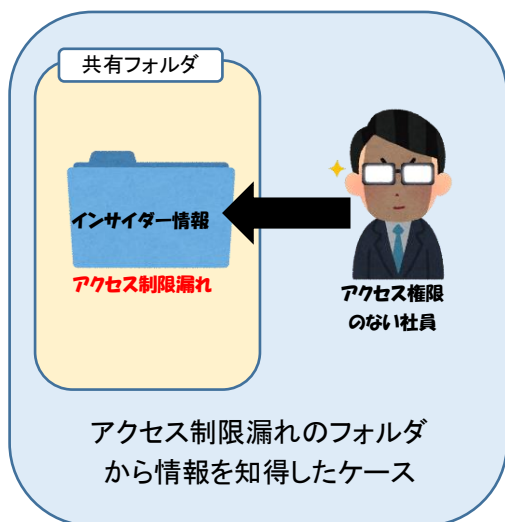 共有フォルダ
インサイダー情報
アクセス制限漏れ
アクセス権限
のない社員
アクセス制限漏れのフォルダ
から情報を知得したケース